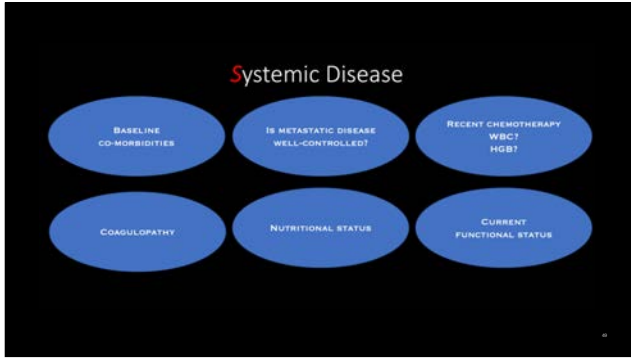 Systemic Disease
BASELINE
CO-MORBIDITIES
IS METASTATIC DISEASE
WELL-CONTROLLED?
RECENT CHEMOTHERAPY
WBC?
HGB?
COAGULOPATHY
NUTRITIONAL STATUS
CURRENT
FUNCTIONAL STATUS